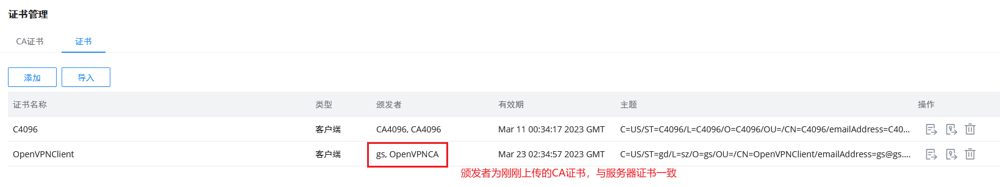 证书管理
CA证书 证书
添加 导入
证书名称 类型 颁发者 有效期 主题 操作
C4096 客户端 CA4096, CA4096 Mar 11 00:34:17 2023 GMT C=US/ST=C4096/L=C4096/O=C4096/OU=/CN=C4096/emailAddress=C40...
OpenVPNClient 客户端 gs, OpenVPNCA Mar 23 02:34:57 2023 GMT C=US/ST=gd/L=sz/O=gs/OU=/CN=OpenVPNClient/emailAddress=gs@gs....
颁发者为刚刚上传的CA证书，与服务器证书一致